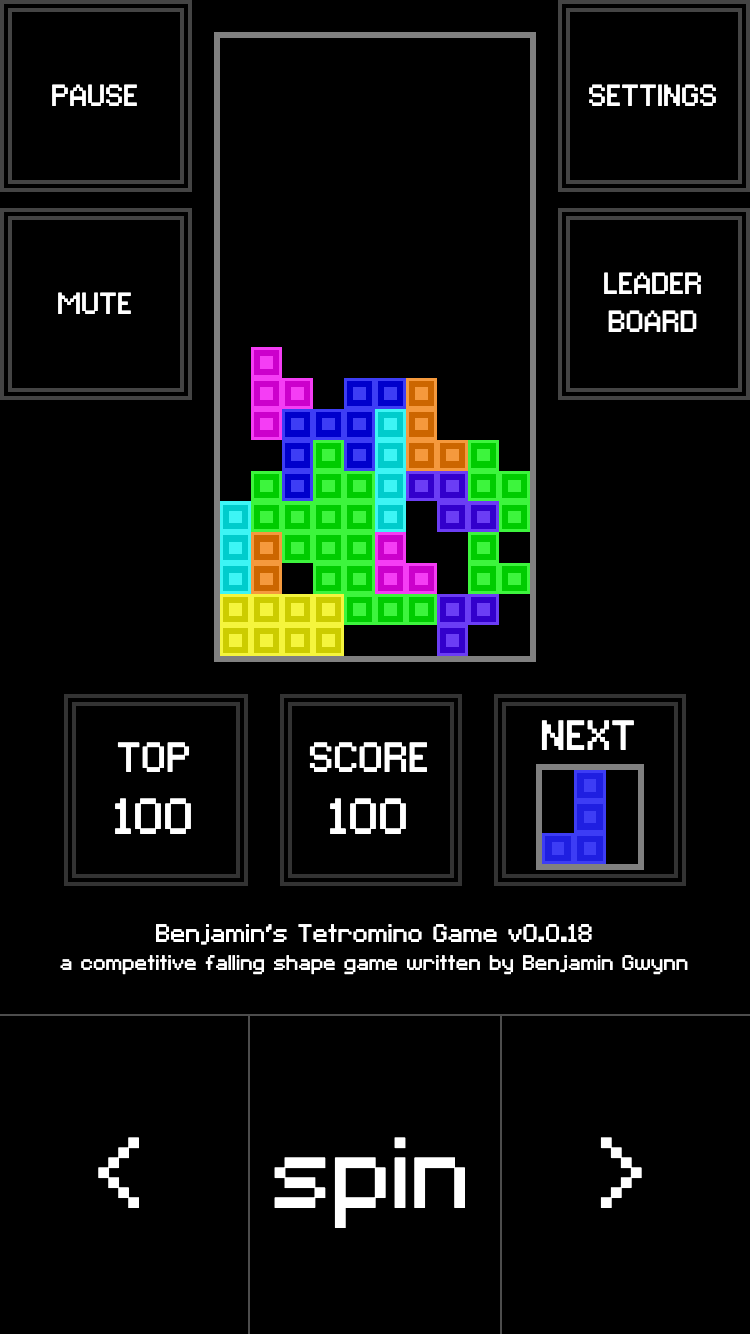 PAUSE
SETTINGS
MUTE
LEADER
BOARD
TOP
100
SCORE
100
NEXT
Benjamin's Tetromino Game v0.0.18
a competitive falling shape game written by Benjamin Gwynn
<
spin
>